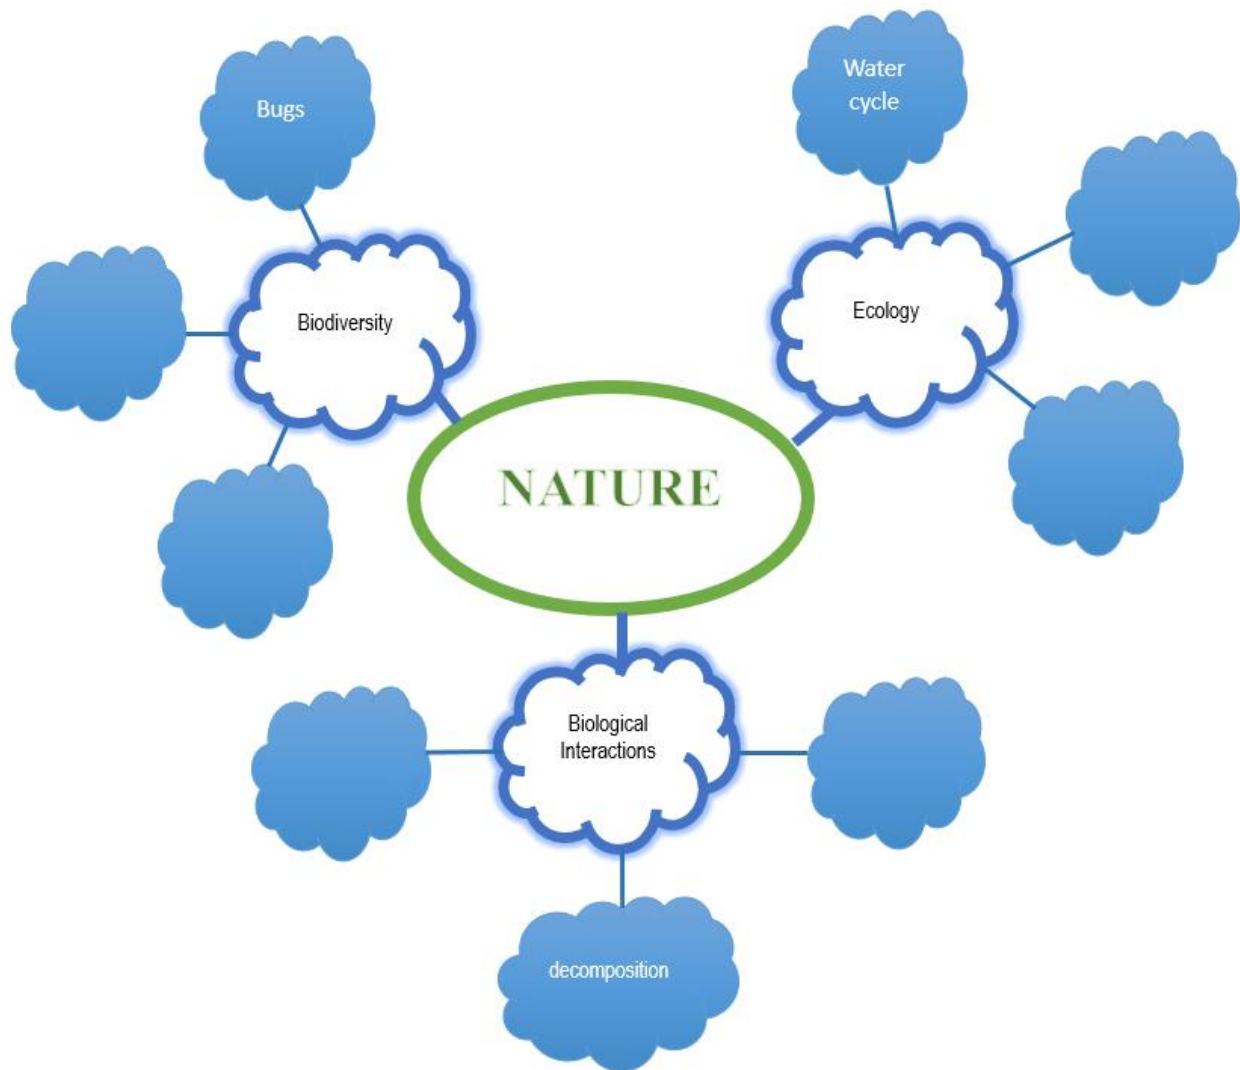 Bugs
Water
cycle
Biodiversity
Ecology
NATURE
Biological
Interactions
decomposition